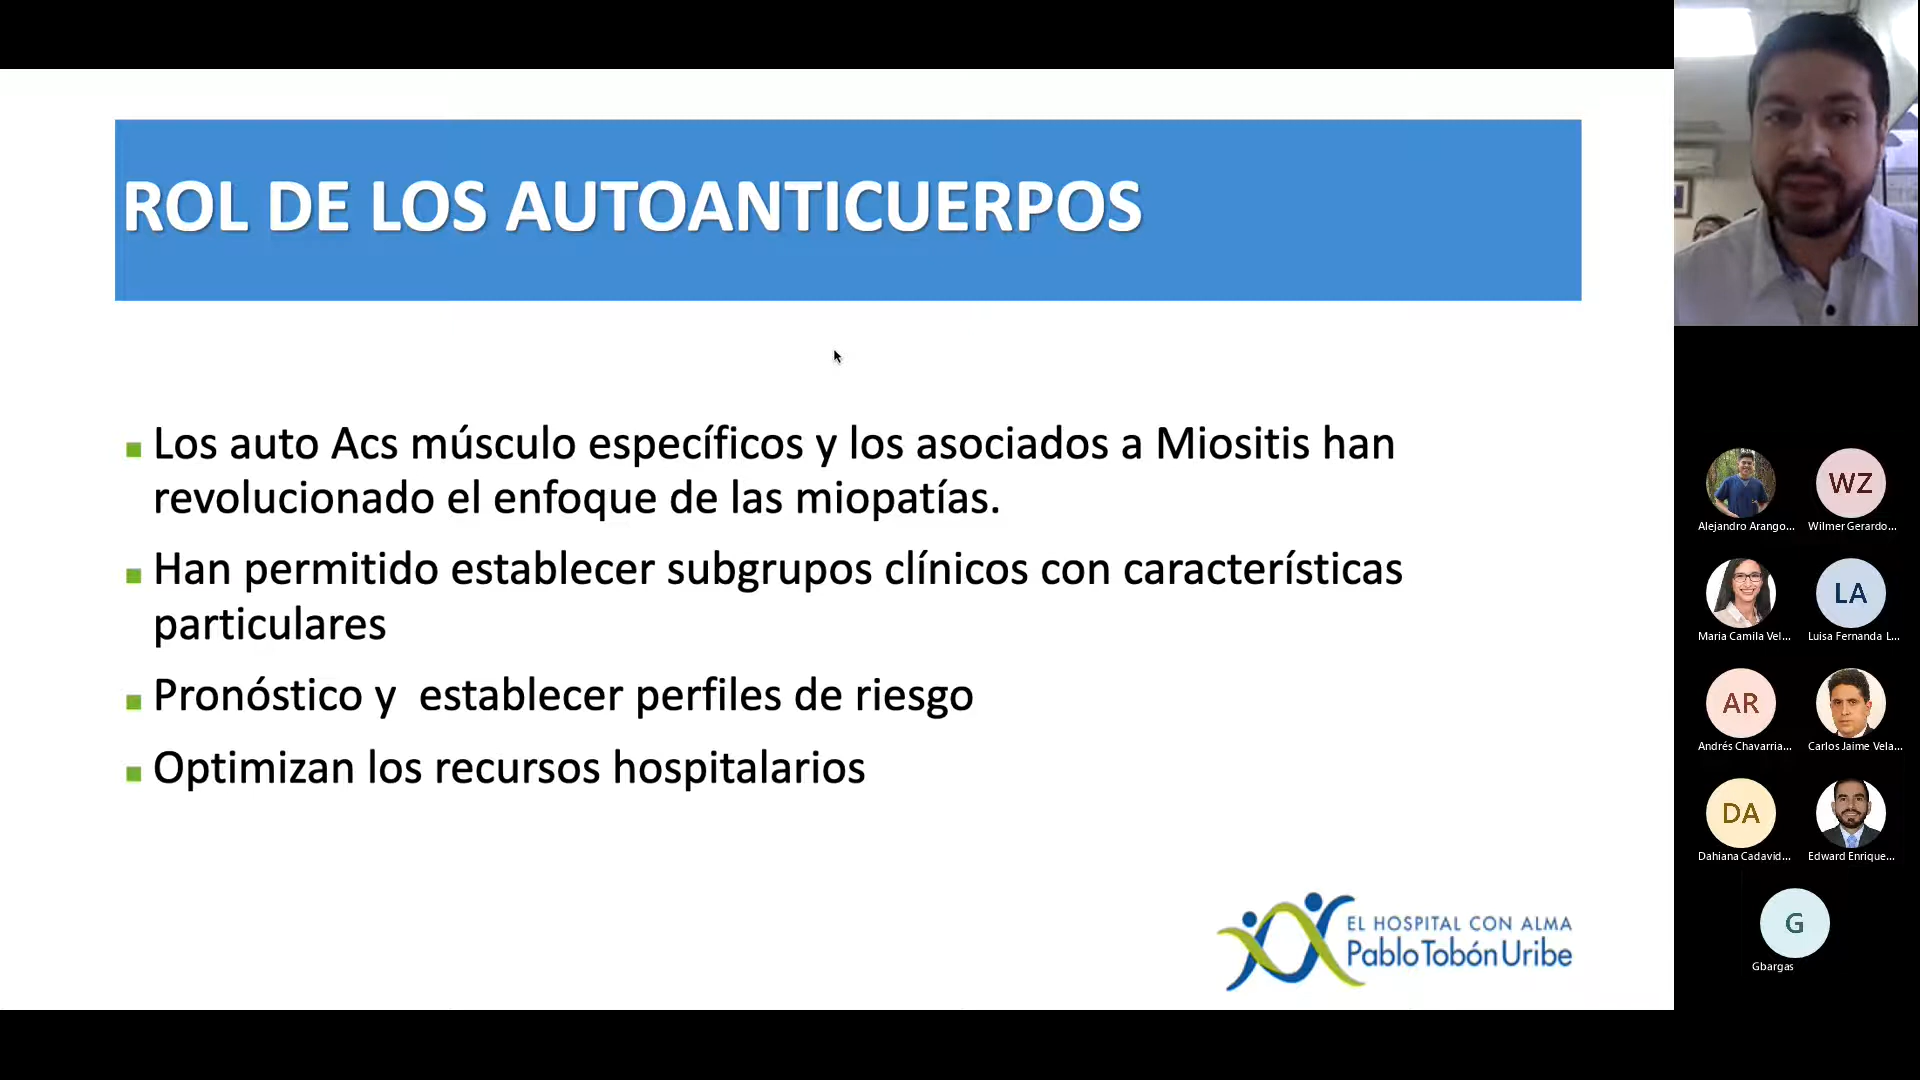 ROL DE LOS AUTOANTICUERPOS
Los auto Acs músculo específicos y los asociados a Miositis han
revolucionado el enfoque de las miopatías.
Han permitido establecer subgrupos clínicos con características
particulares
Pronóstico y  establecer perfiles de riesgo
Optimizan los recursos hospitalarios
EL HOSPITAL CON ALMA
Pablo Tobón Uribe
WZ
Alejandro Arango...
Wilmer Gerardo...
LA
Maria Camila Vel...
Luisa Fernanda L...
AR
Andrés Chavarria...
Carlos Jaime Vela...
DA
Dahiana Cadavid...
Edward Enrique...
G
Gbargas